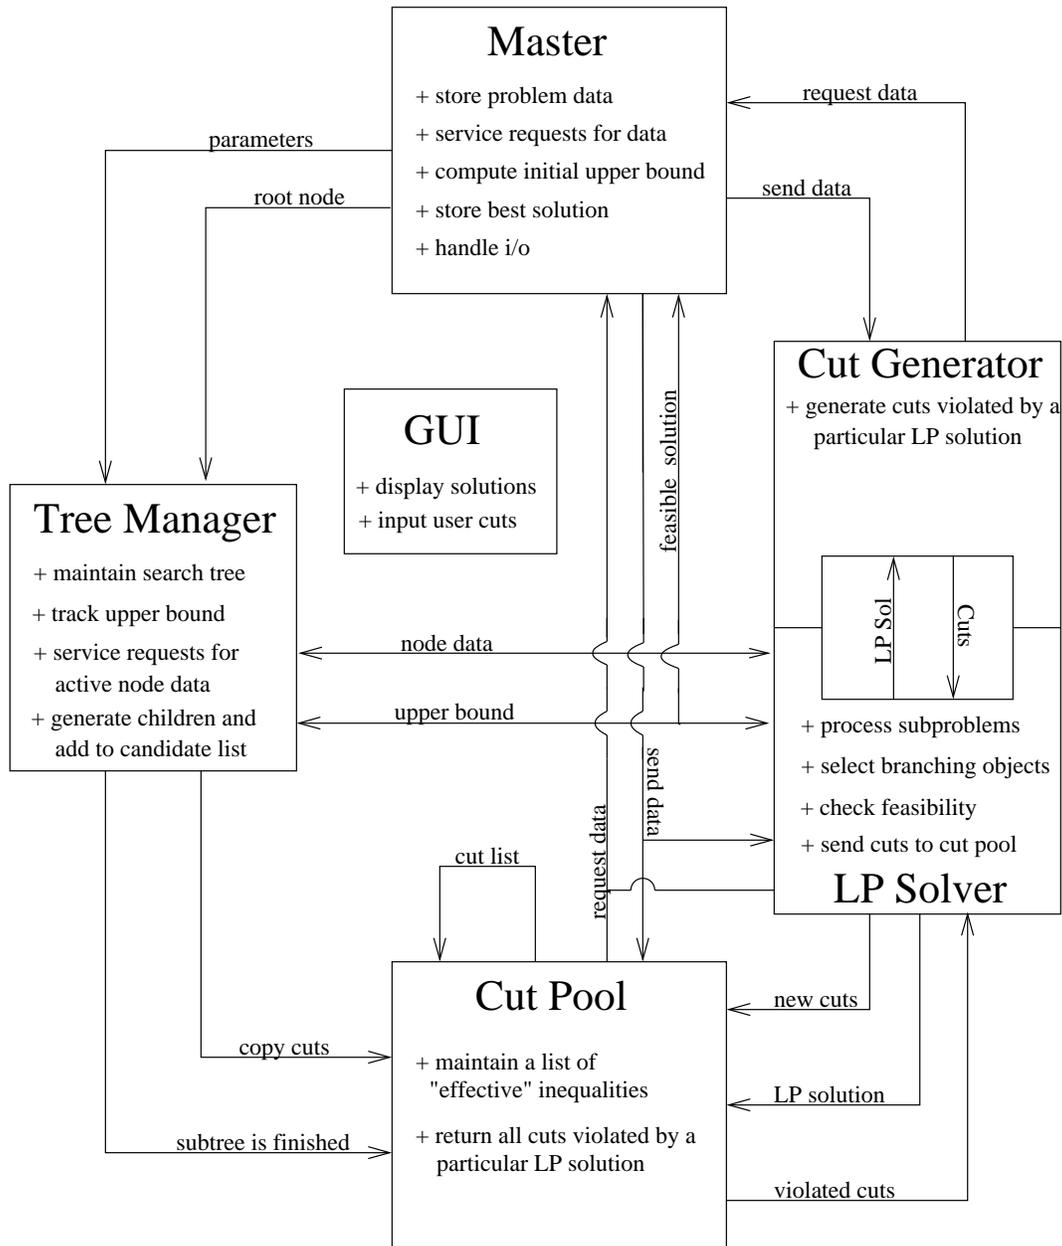 Master
+ store problem data
+ service requests for data
+ compute initial upper bound
+ store best solution
+ handle i/o
request data
parameters
send data
root node
Cut Generator
+ generate cuts violated by a
particular LP solution
GUI
+ display solutions
+ input user cuts
feasible solution
Tree Manager
+ maintain search tree
+ track upper bound
+ service requests for
active node data
+ generate children and
add to candidate list
LP Sol
Cuts
node data
upper bound
+ process subproblems
+ select branching objects
+ check feasibility
+ send cuts to cut pool
LP Solver
send data
request data
cut list
Cut Pool
+ maintain a list of
"effective" inequalities
+ return all cuts violated by a
particular LP solution
new cuts
copy cuts
LP solution
subtree is finished
violated cuts